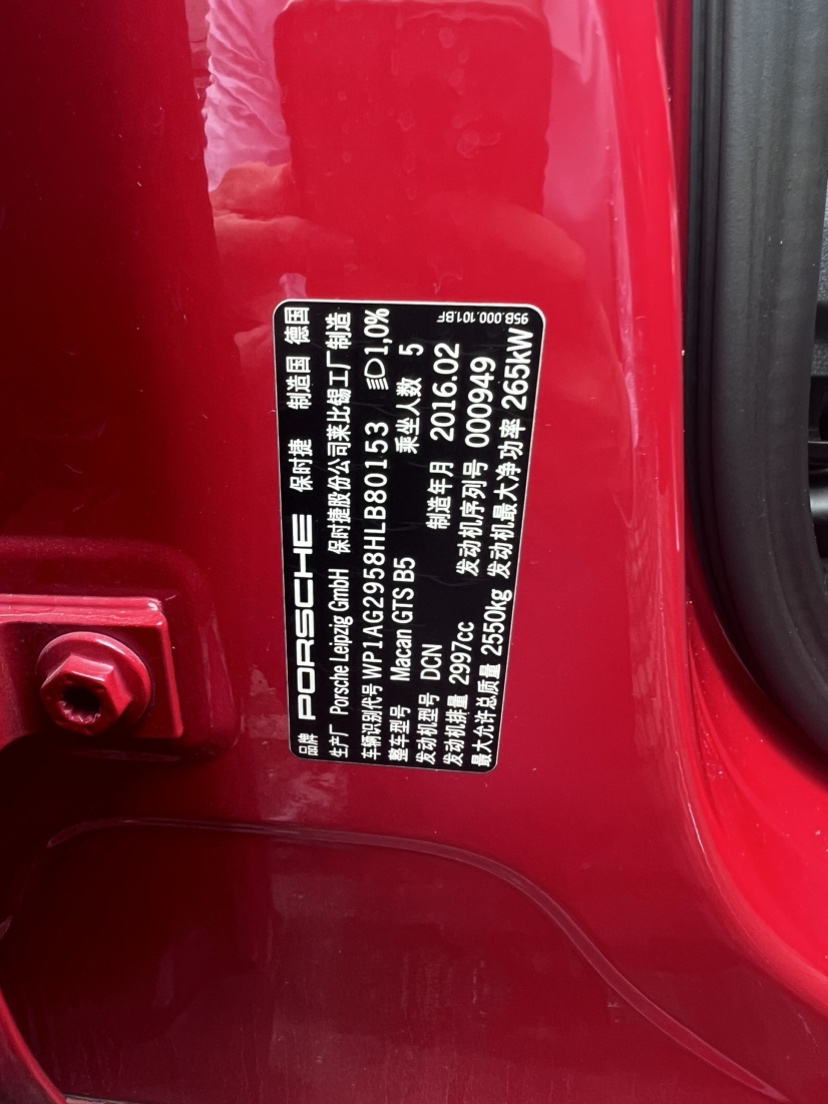 品牌 PORSCHE 保时捷 制造国 德国
生产厂 Porsche Leipzig GmbH 保时捷股份公司莱比锡工厂制造
车辆识别代号 WP1AG2958HLB80153 1,0%
整车型号 Macan GTS B5 乘坐人数 5
发动机型号 DCN 制造年月 2016.02
发动机排量 2997cc 发动机序列号 000949
最大允许总质量 2550kg 发动机最大净功率 265kW
95B.000.101.BF